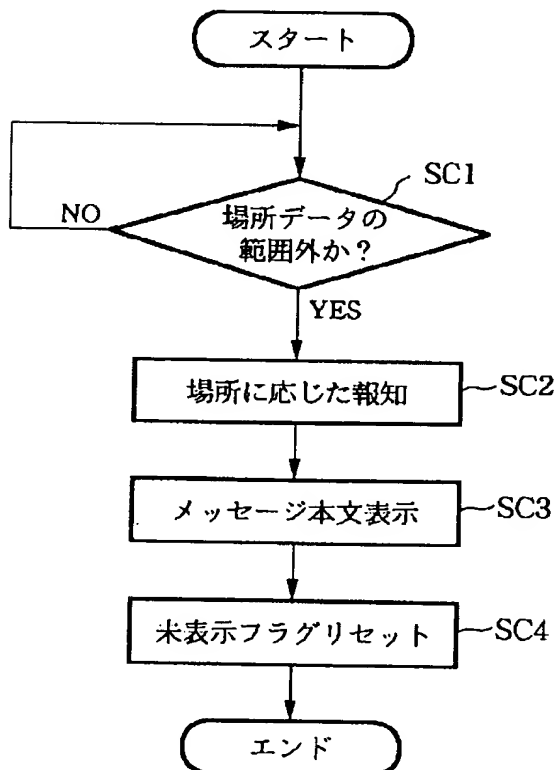 スタート
SC1
NO
場所データの
範囲外か?
YES
場所に応じた報知
SC2
メッセージ本文表示
SC3
未表示フラグリセット
SC4
エンド